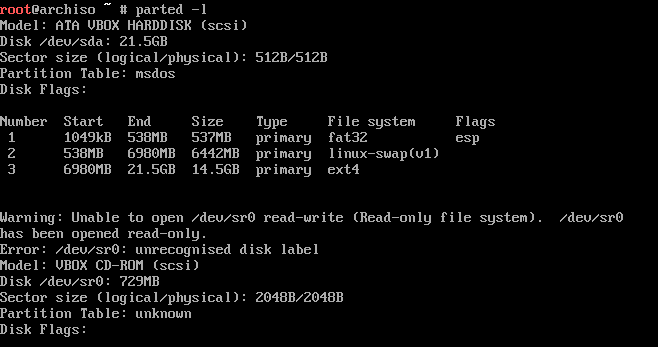 root@archiso ~ # parted -l
Model: ATA VBOX HARDDISK (scsi)
Disk /dev/sda: 21.5GB
Sector size (logical/physical): 512B/512B
Partition Table: msdos
Disk Flags:
Number  Start   End     Size    Type     File system     Flags
 1      1049kB  538MB   537MB   primary  fat32           esp
 2      538MB   6980MB  6442MB  primary  linux-swap(v1)
 3      6980MB  21.5GB  14.5GB  primary  ext4
Warning: Unable to open /dev/sr0 read-write (Read-only file system).  /dev/sr0
has been opened read-only.
Error: /dev/sr0: unrecognised disk label
Model: VBOX CD-ROM (scsi)
Disk /dev/sr0: 729MB
Sector size (logical/physical): 2048B/2048B
Partition Table: unknown
Disk Flags: